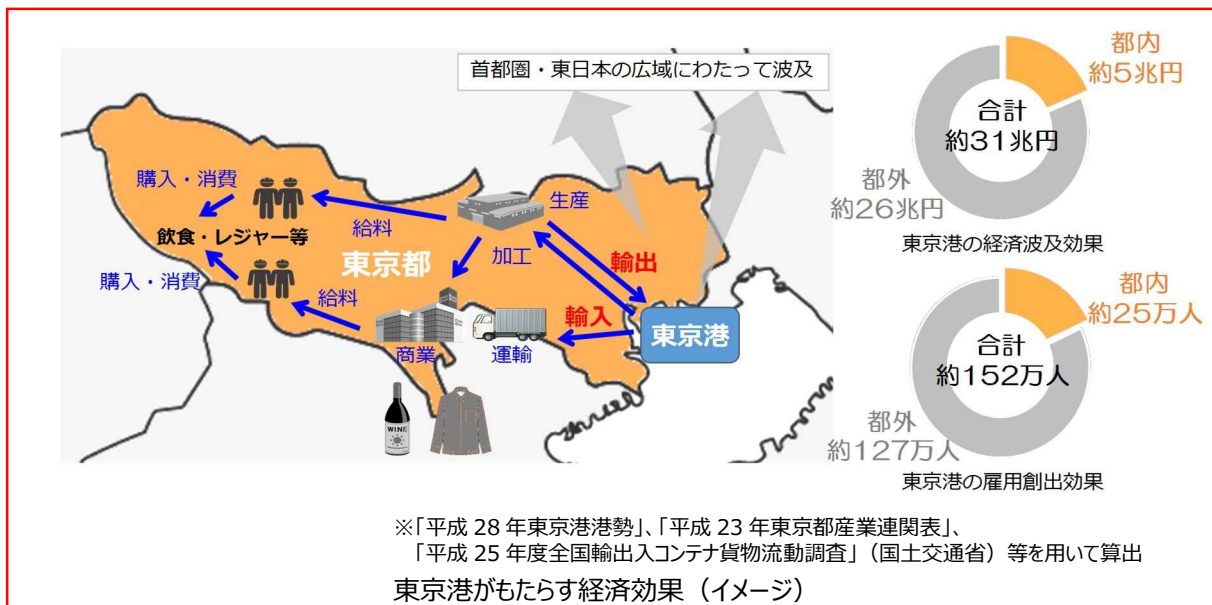 首都圏・東日本の広域にわたって波及
購入・消費
生産
給料
飲食・レジャー等
東京都
加工
輸出
購入・消費
給料
輸入
東京港
商業
運輸
WINE
都内
約5兆円
合計
約31兆円
都外
約26兆円
東京港の経済波及効果
都内
約25万人
合計
約152万人
都外
約127万人
東京港の雇用創出効果
※「平成 28 年東京港港勢」、「平成 23 年東京都産業連関表」、
「平成 25 年度全国輸出入コンテナ貨物流動調査」（国土交通省）等を用いて算出
東京港がもたらす経済効果（イメージ）